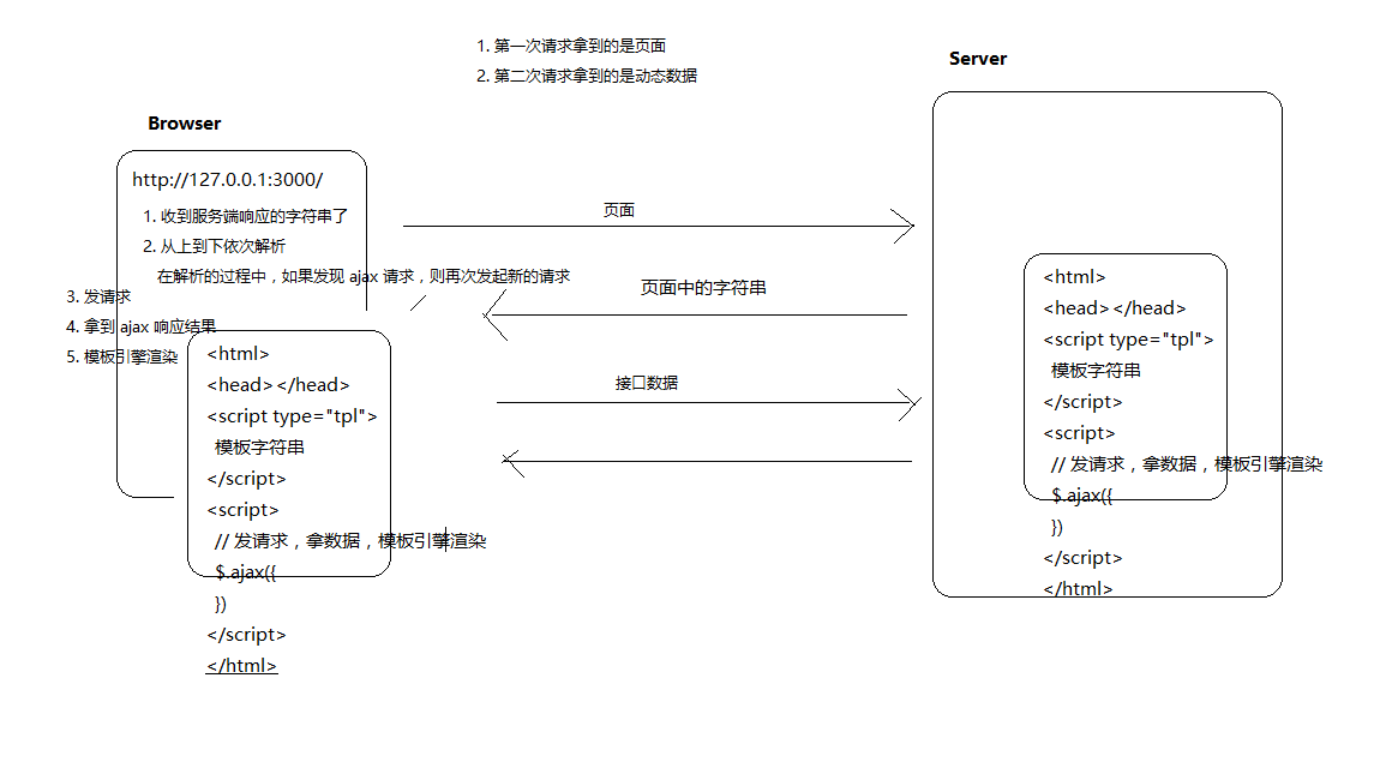 1. 第一次请求拿到的是页面
2. 第二次请求拿到的是动态数据
Server
Browser
http://127.0.0.1:3000/
1. 收到服务端响应的字符串了
2. 从上到下依次解析
在解析的过程中，如果发现 ajax 请求，则再次发起新的请求
3. 发请求
4. 拿到 ajax 响应结果
5. 模板引擎渲染
<html>
<head></head>
<script type="tpl">
模板字符串
</script>
<script>
// 发请求，拿数据，模板引擎渲染
$.ajax({
})
</script>
</html>
页面
页面中的字符串
接口数据
<html>
<head></head>
<script type="tpl">
模板字符串
</script>
<script>
// 发请求，拿数据，模板引擎渲染
$.ajax({
})
</script>
</html>